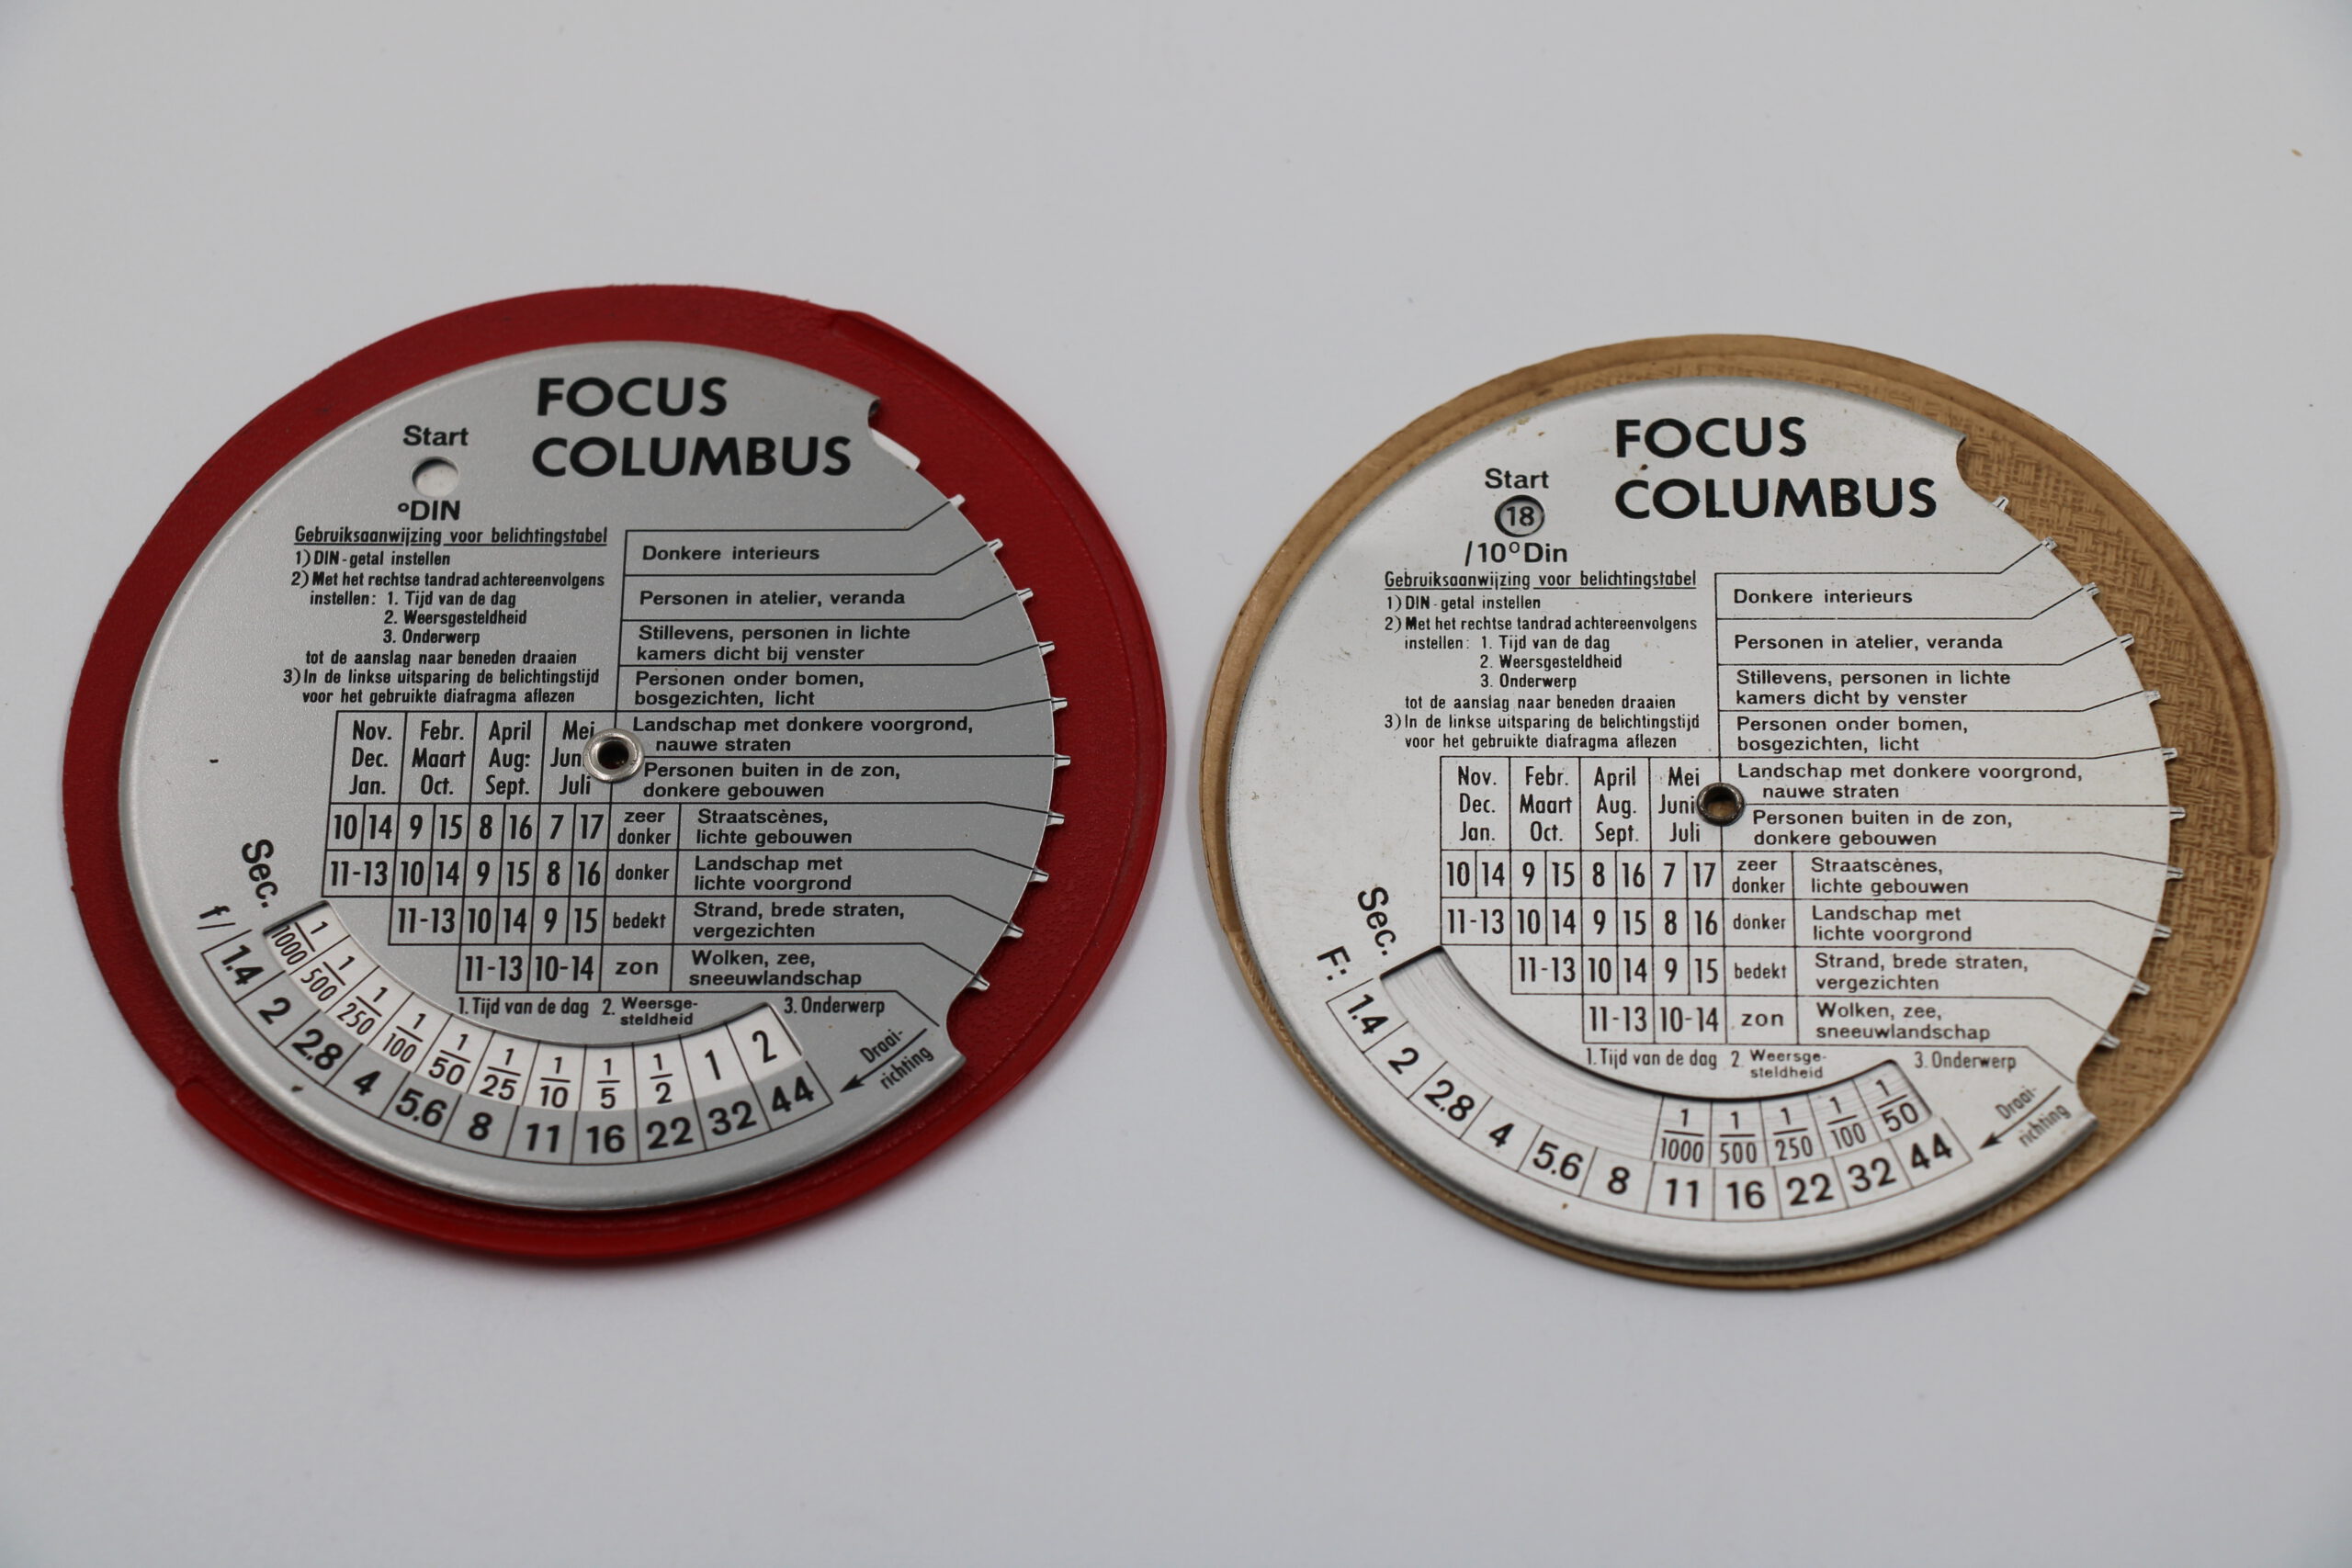 FOCUS
COLUMBUS
Start
°DIN
Gebruiksaanwijzing voor belichtingstabel
1) DIN-getal instellen
2) Met het rechtse tandrad achtereenvolgens
instellen: 1. Tijd van de dag
2. Weersgesteldheid
3. Onderwerp
tot de aanslag naar beneden draaien
3) In de linkse uitsparing de belichtingstijd
voor het gebruikte diafragma aflezen
Donkere interieurs
Personen in atelier, veranda
Stillevens, personen in lichte
kamers dicht bij venster
Personen onder bomen,
bosgezichten, licht
Landschap met donkere voorgrond,
nauwe straten
Personen buiten in de zon,
donkere gebouwen
Straatscènes,
lichte gebouwen
Landschap met
lichte voorgrond
Strand, brede straten,
vergezichten
Wolken, zee,
sneeuwlandschap
Nov. Febr. April Mei
Dec. Maart Aug: Jun
Jan. Oct. Sept. Juli
10 14 9 15 8 16 7 17 zeer donker
11-13 10 14 9 15 8 16 donker
11-13 10 14 9 15 bedekt
11-13 10-14 zon
1. Tijd van de dag 2. Weersge-
steldheid
3. Onderwerp
Draai-
richting
Sec.
1/1000 1/500 1/250 1/100 1/50 1/25 1/10 1/5 1/2 1 2
f/ 1.4 2 2.8 4 5.6 8 11 16 22 32 44
FOCUS
COLUMBUS
Start
18
/10°Din
Gebruiksaanwijzing voor belichtingstabel
1) DIN-getal instellen
2) Met het rechtse tandrad achtereenvolgens
instellen: 1. Tijd van de dag
2. Weersgesteldheid
3. Onderwerp
tot de aanslag naar beneden draaien
3) In de linkse uitsparing de belichtingstijd
voor het gebruikte diafragma aflezen
Donkere interieurs
Personen in atelier, veranda
Stillevens, personen in lichte
kamers dicht by venster
Personen onder bomen,
bosgezichten, licht
Landschap met donkere voorgrond,
nauwe straten
Personen buiten in de zon,
donkere gebouwen
Straatscènes,
lichte gebouwen
Landschap met
lichte voorgrond
Strand, brede straten,
vergezichten
Wolken, zee,
sneeuwlandschap
Nov. Febr. April Mei
Dec. Maart Aug. Juni
Jan. Oct. Sept. Juli
10 14 9 15 8 16 7 17 zeer donker
11-13 10 14 9 15 8 16 donker
11-13 10 14 9 15 bedekt
11-13 10-14 zon
1. Tijd van de dag 2. Weersge-
steldheid
3. Onderwerp
Draai-
richting
Sec.
1/1000 1/500 1/250 1/100 1/50
F: 1.4 2 2.8 4 5.6 8 11 16 22 32 44